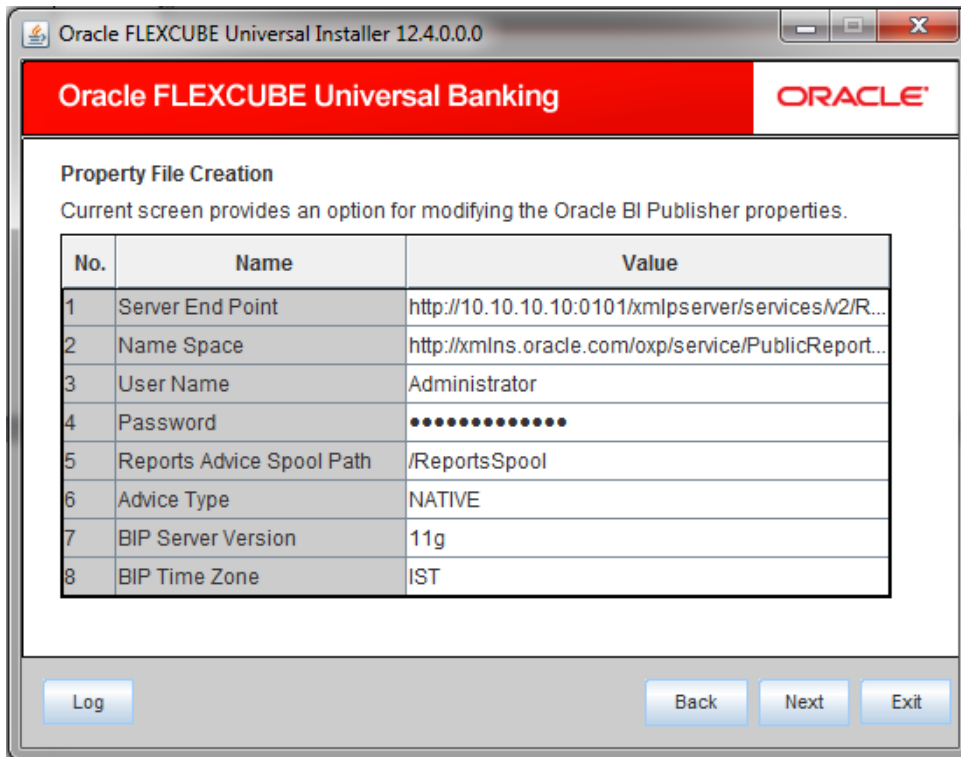 Oracle FLEXCUBE Universal Installer 12.4.0.0.0
Oracle FLEXCUBE Universal Banking
ORACLE
Property File Creation
Current screen provides an option for modifying the Oracle BI Publisher properties.
No. Name Value
1 Server End Point http://10.10.10.10:0101/xmlpserver/services/v2/R...
2 Name Space http://xmlns.oracle.com/oxp/service/PublicReport...
3 User Name Administrator
4 Password •••••••••••••
5 Reports Advice Spool Path /ReportsSpool
6 Advice Type NATIVE
7 BIP Server Version 11g
8 BIP Time Zone IST
Log Back Next Exit